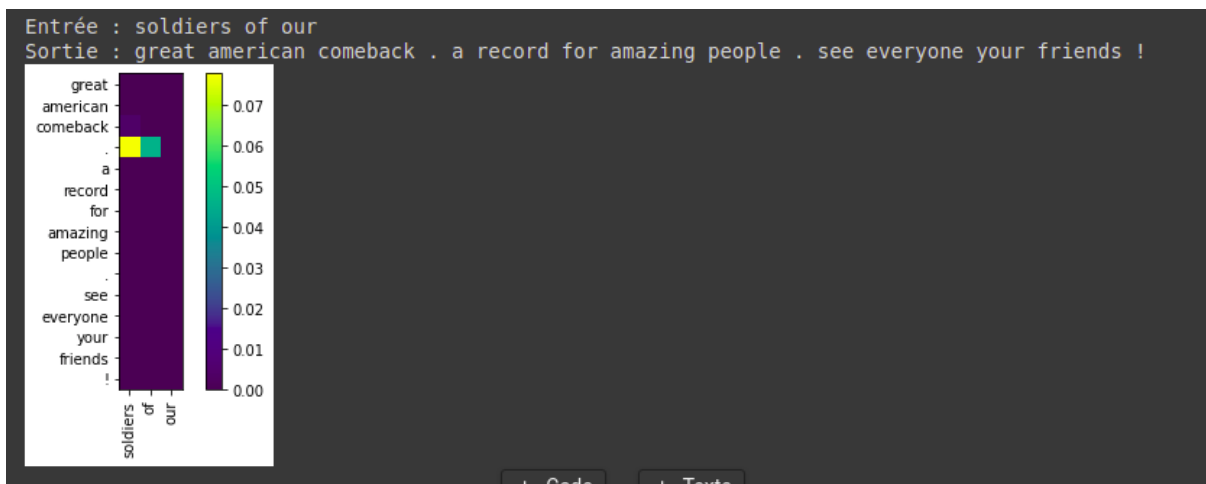 Entrée : soldiers of our
Sortie : great american comeback . a record for amazing people . see everyone your friends !
great
american
comeback
.
a
record
for
amazing
people
.
see
everyone
your
friends
!
0.07
0.06
0.05
0.04
0.03
0.02
0.01
0.00
soldiers
of
our
+ Code
+ Texte